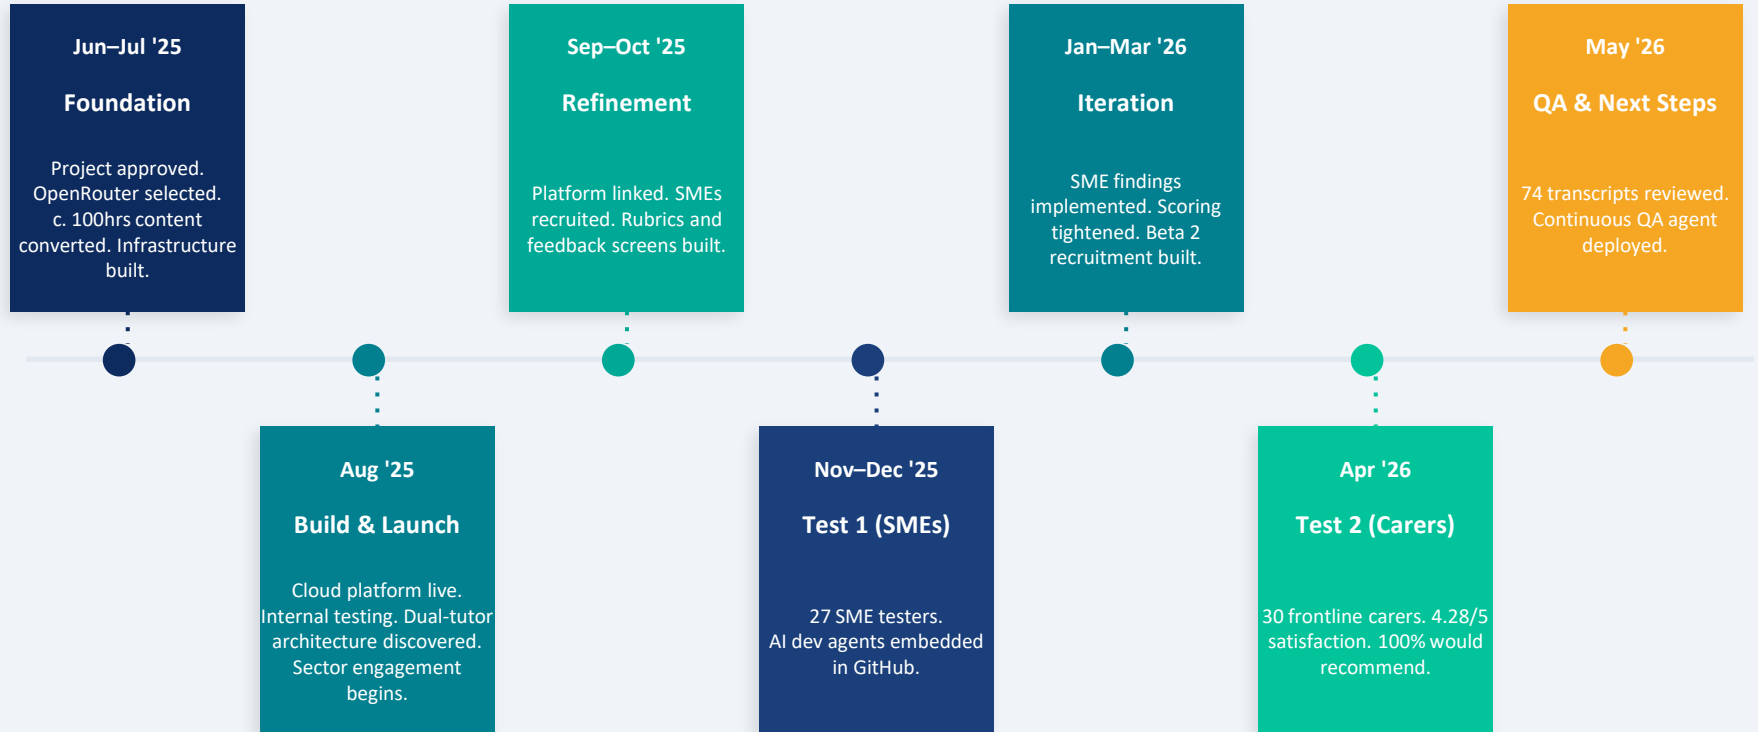 Jun–Jul '25
Foundation
Project approved.
OpenRouter selected.
c. 100hrs content
converted. Infrastructure
built.
Aug '25
Build & Launch
Cloud platform live.
Internal testing. Dual-tutor
architecture discovered.
Sector engagement
begins.
Sep–Oct '25
Refinement
Platform linked. SMEs
recruited. Rubrics and
feedback screens built.
Nov–Dec '25
Test 1 (SMEs)
27 SME testers.
AI dev agents embedded
in GitHub.
Jan–Mar '26
Iteration
SME findings
implemented. Scoring
tightened. Beta 2
recruitment built.
Apr '26
Test 2 (Carers)
30 frontline carers. 4.28/5
satisfaction. 100% would
recommend.
May '26
QA & Next Steps
74 transcripts reviewed.
Continuous QA agent
deployed.